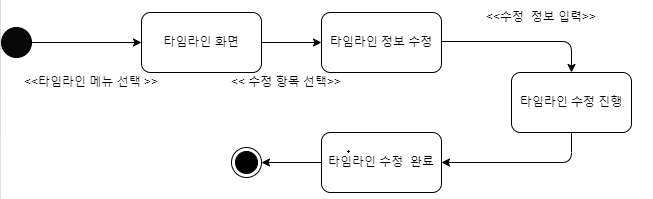 <<수정  정보 입력>>
타임라인 화면
타임라인 정보 수정
<<타임라인 메뉴 선택 >>
<< 수정 항목 선택>>
타임라인 수정 진행
타임라인 수정  완료